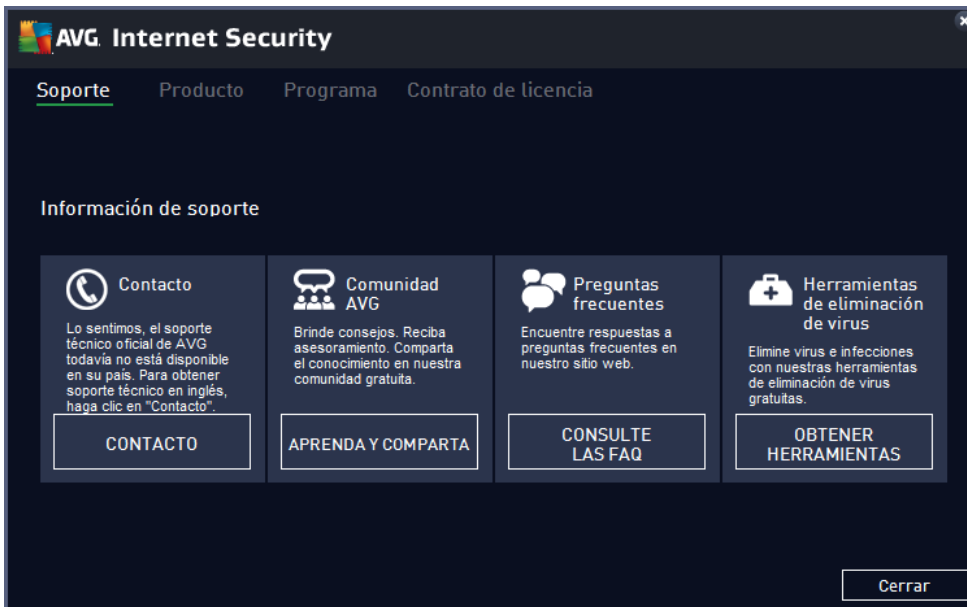 AVG. Internet Security
Soporte Producto Programa Contrato de licencia
Información de soporte
Contacto
Lo sentimos, el soporte
técnico oficial de AVG
todavía no está disponible
en su país. Para obtener
soporte técnico en inglés,
haga clic en "Contacto".
CONTACTO
Comunidad
AVG
Brinde consejos. Reciba
asesoramiento. Comparta
el conocimiento en nuestra
comunidad gratuita.
APRENDA Y COMPARTA
Preguntas
frecuentes
Encuentre respuestas a
preguntas frecuentes en
nuestro sitio web.
CONSULTE
LAS FAQ
Herramientas
de eliminación
de virus
Elimine virus e infecciones
con nuestras herramientas
de eliminación de virus
gratuitas.
OBTENER
HERRAMIENTAS
Cerrar